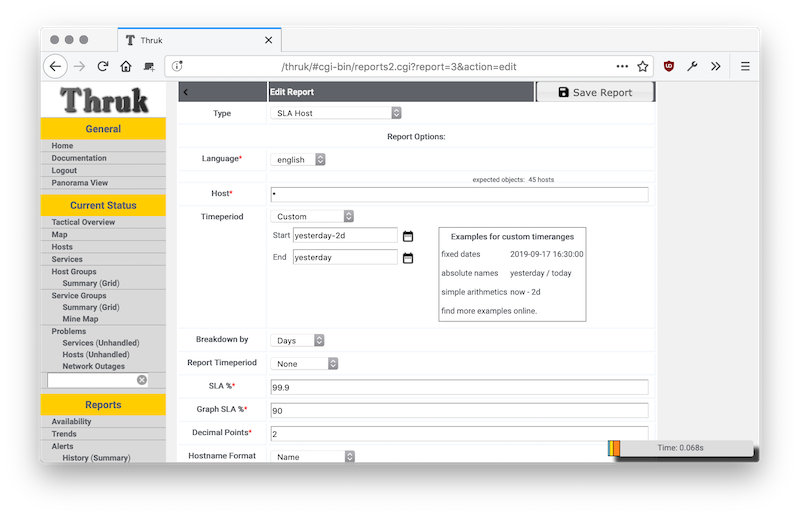 Thruk
/thruk/#cgi-bin/reports2.cgi?report=3&action=edit
Thruk
General
Home
Documentation
Logout
Panorama View
Current Status
Tactical Overview
Map
Hosts
Services
Host Groups
Summary (Grid)
Service Groups
Summary (Grid)
Mine Map
Problems
Services (Unhandled)
Hosts (Unhandled)
Network Outages
Reports
Availability
Trends
Alerts
History (Summary)
Edit Report
Save Report
Type SLA Host
Report Options:
Language* english
expected objects: 45 hosts
Host* *
Timeperiod Custom
Start yesterday-2d
End yesterday
Examples for custom timeranges
fixed dates 2019-09-17 16:30:00
absolute names yesterday / today
simple arithmetics now - 2d
find more examples online.
Breakdown by Days
Report Timeperiod None
SLA %* 99.9
Graph SLA %* 90
Decimal Points* 2
Hostname Format Name
Time: 0.068s